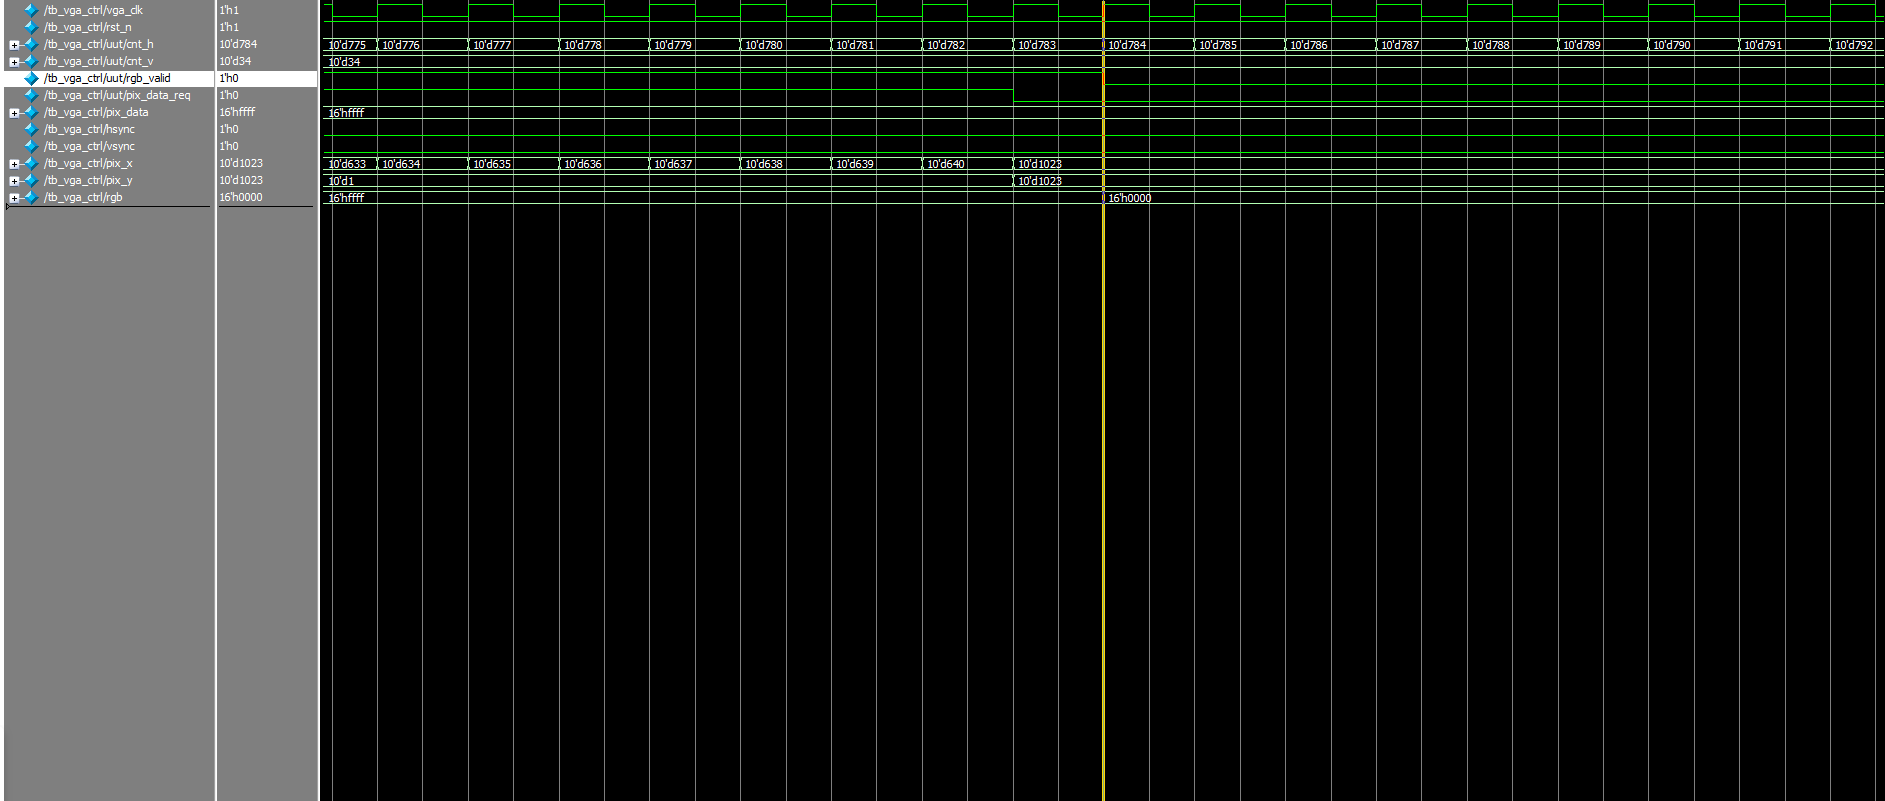 /tb_vga_ctrl/vga_clk 1'h1
/tb_vga_ctrl/rst_n 1'h1
/tb_vga_ctrl/uut/cnt_h 10'd784 10'd775 10'd776 10'd777 10'd778 10'd779 10'd780 10'd781 10'd782 10'd783 10'd784 10'd785 10'd786 10'd787 10'd788 10'd789 10'd790 10'd791 10'd792
/tb_vga_ctrl/uut/cnt_v 10'd34 10'd34
/tb_vga_ctrl/uut/rgb_valid 1'h0
/tb_vga_ctrl/uut/pix_data_req 1'h0
/tb_vga_ctrl/pix_data 16'hffff 16'hffff
/tb_vga_ctrl/hsync 1'h0
/tb_vga_ctrl/vsync 1'h0
/tb_vga_ctrl/pix_x 10'd1023 10'd633 10'd634 10'd635 10'd636 10'd637 10'd638 10'd639 10'd640 10'd1023
/tb_vga_ctrl/pix_y 10'd1023 10'd1 10'd1023
/tb_vga_ctrl/rgb 16'h0000 16'hffff 16'h0000